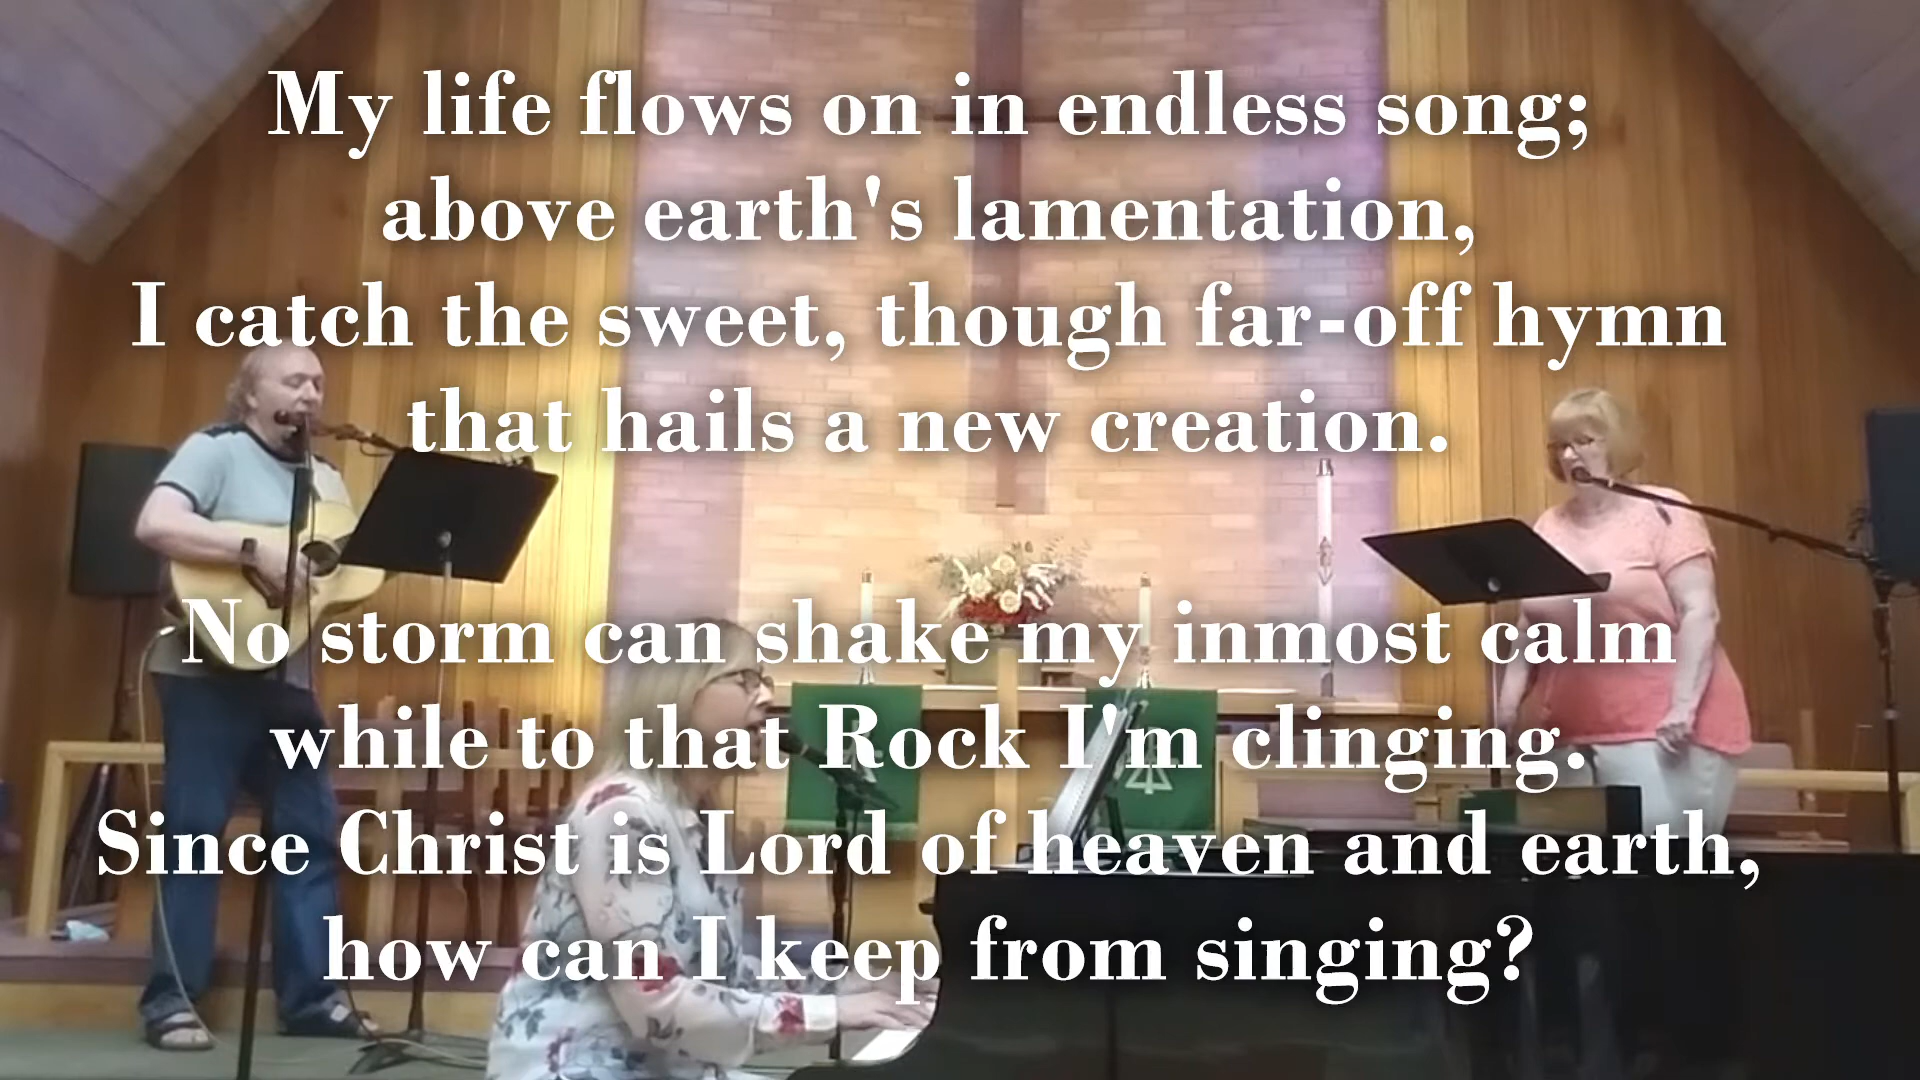 My life flows on in endless song;
above earth's lamentation,
I catch the sweet, though far-off hymn
that hails a new creation.
No storm can shake my inmost calm
while to that Rock I'm clinging.
Since Christ is Lord of heaven and earth,
how can I keep from singing?